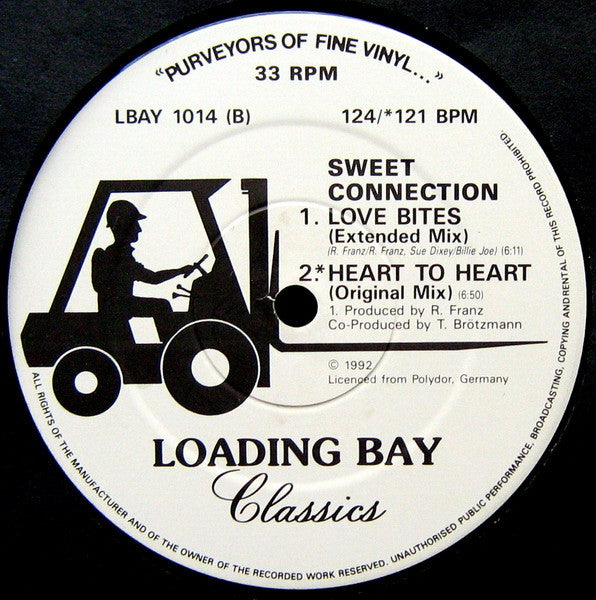 “PURVEYORS OF FINE VINYL...”
33 RPM
LBAY 1014 (B) 124/*121 BPM
SWEET
CONNECTION
1. LOVE BITES
(Extended Mix)
(R. Franz/R. Franz, Sue Dixey/Billie Joe) (6:11)
2.*HEART TO HEART
(Original Mix) (6:50)
1. Produced by R. Franz
Co-Produced by T. Brötzmann
© 1992
Licenced from Polydor, Germany
LOADING BAY
Classics
ALL RIGHTS OF THE MANUFACTURER AND OF THE OWNER OF THE RECORDED WORK RESERVED. UNAUTHORISED PUBLIC PERFORMANCE, BROADCASTING, COPYING ANDRENTAL OF THIS RECORD PROHIBITED.